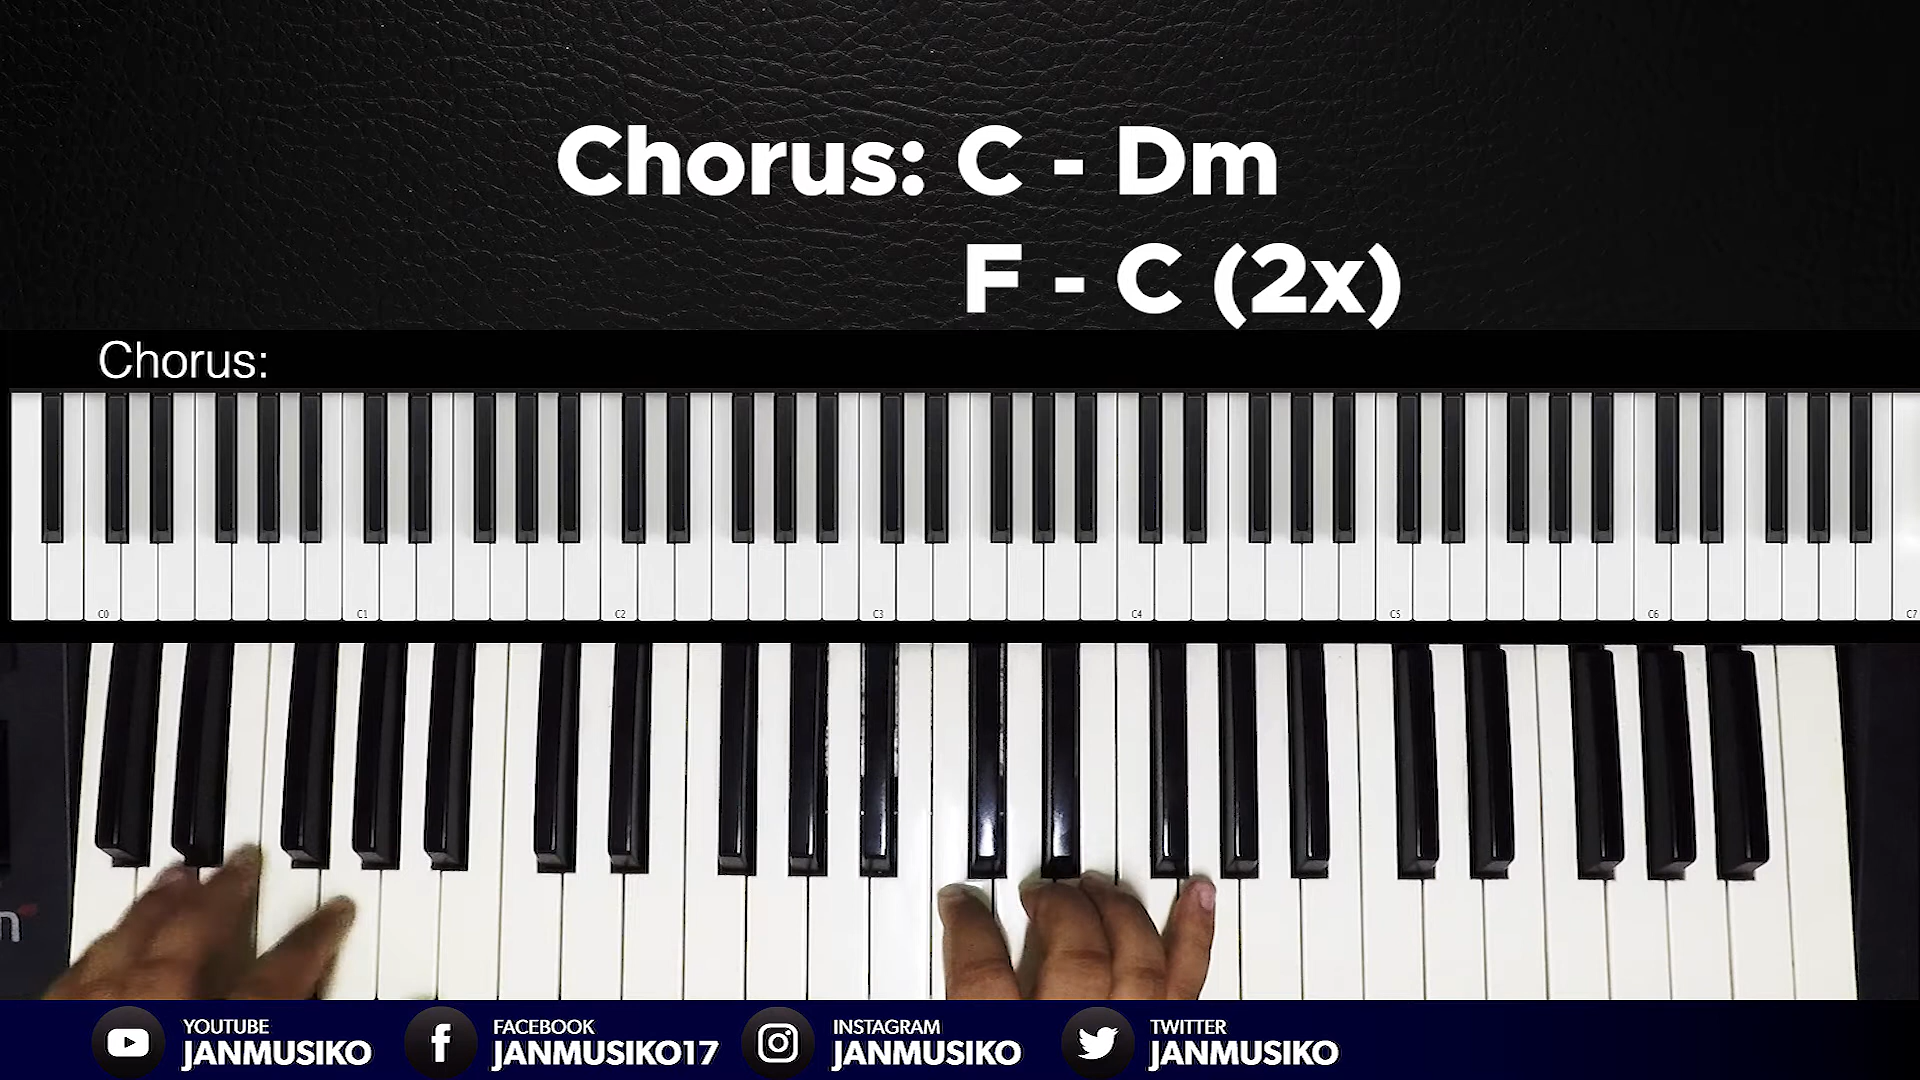 Chorus: C - Dm
F - C (2x)
Chorus:
C0 C1 C2 C3 C4 C5 C6 C7
n
YOUTUBE
JANMUSIKO
FACEBOOK
JANMUSIKO17
INSTAGRAM
JANMUSIKO
TWITTER
JANMUSIKO